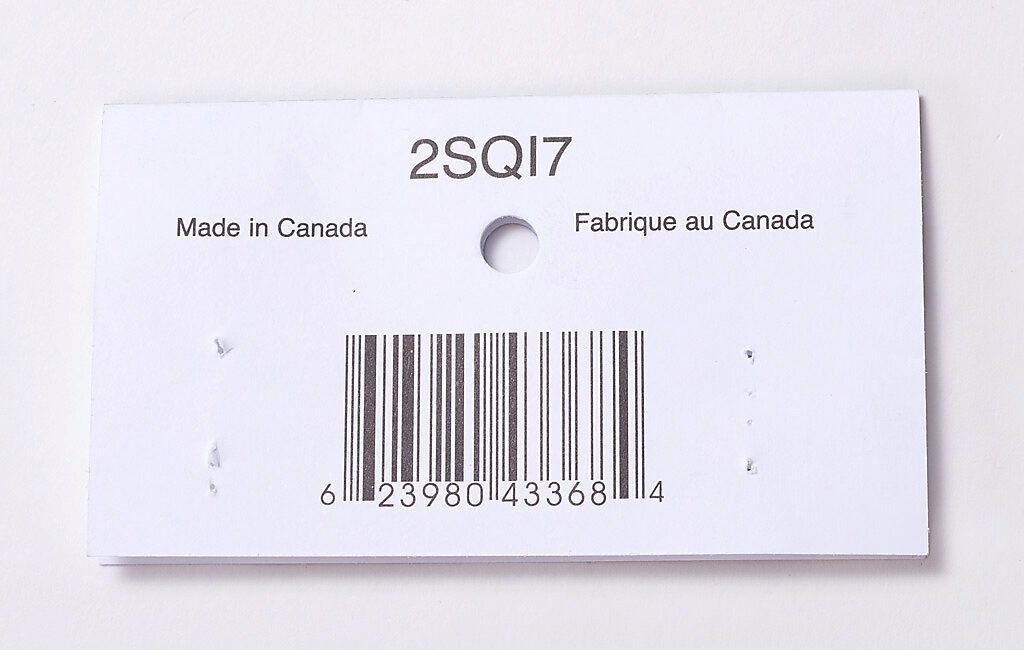 2SQI7
Made in Canada
Fabrique au Canada
6 23980 43368 4